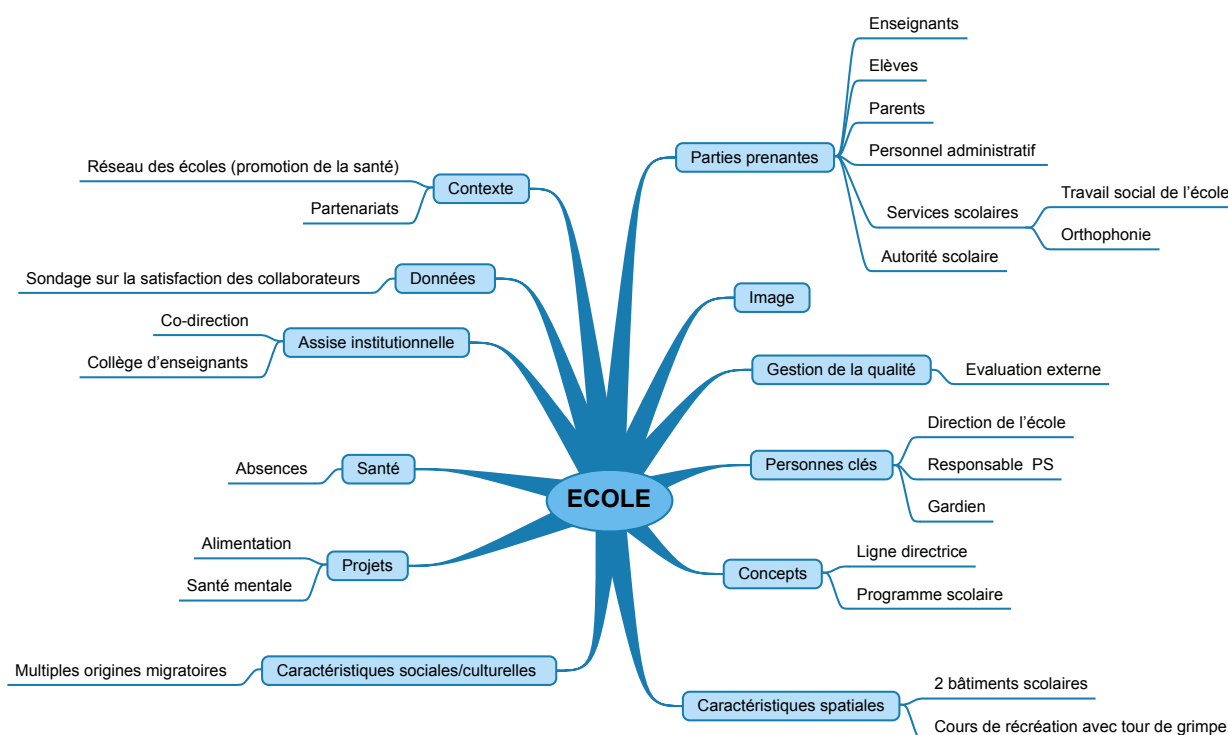 Enseignants
Elèves
Parents
Parties prenantes
Personnel administratif
Services scolaires
Travail social de l'école
Orthophonie
Autorité scolaire
Réseau des écoles (promotion de la santé)
Contexte
Partenariats
Sondage sur la satisfaction des collaborateurs
Données
Image
Co-direction
Assise institutionnelle
Collège d'enseignants
Gestion de la qualité
Evaluation externe
Direction de l'école
Absences
Santé
Personnes clés
Responsable PS
Gardien
ECOLE
Alimentation
Projets
Santé mentale
Concepts
Ligne directrice
Programme scolaire
Multiples origines migratoires
Caractéristiques sociales/culturelles
Caractéristiques spatiales
2 bâtiments scolaires
Cours de récréation avec tour de grimpe